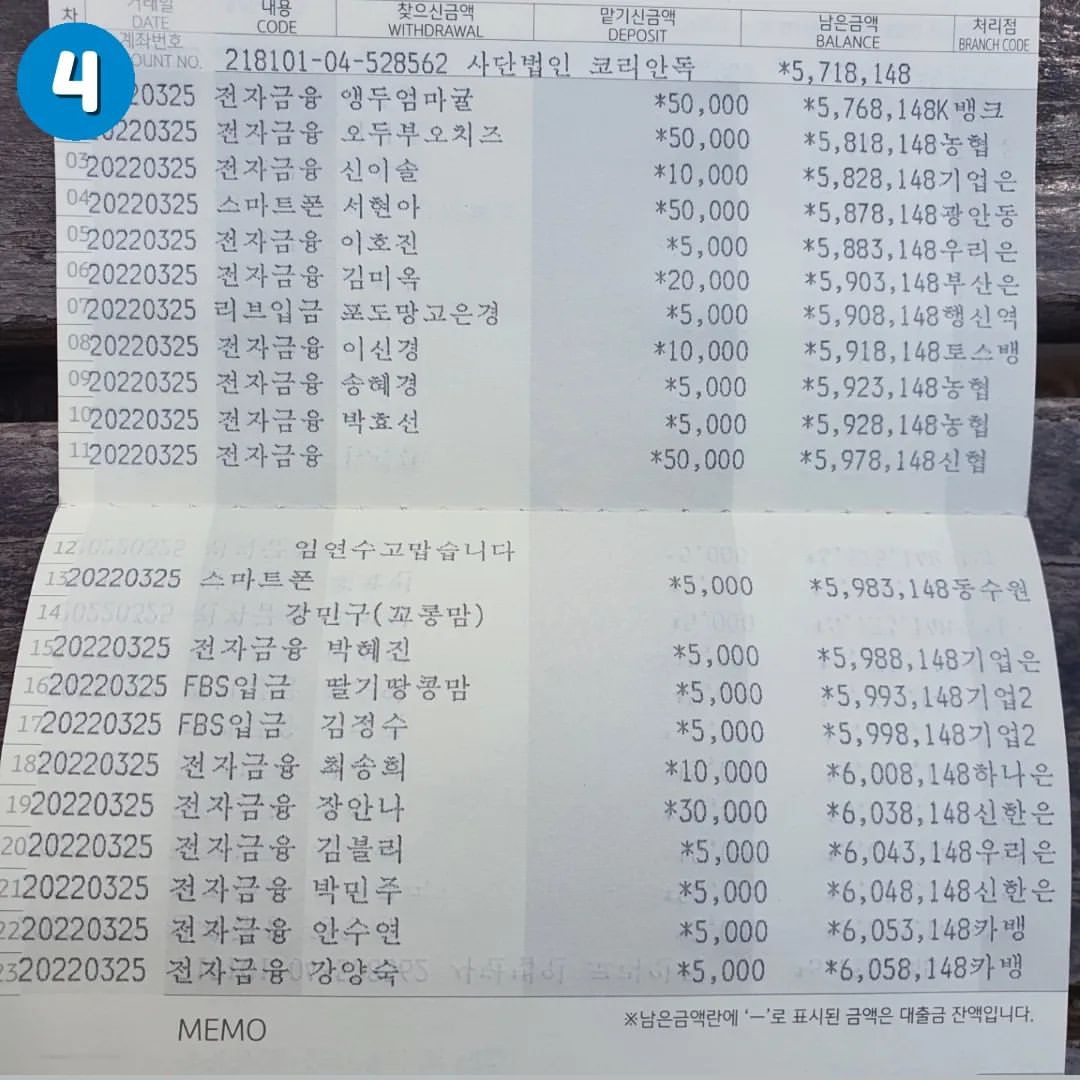 4
차 거래일 내용 찾으신금액 맡기신금액 남은금액 처리점
DATE CODE WITHDRAWAL DEPOSIT BALANCE BRANCH CODE
계좌번호
OUNT NO. 218101-04-528562 사단법인 코리안독 *5,718,148
20325 전자금융 앵두엄마귤 *50,000 *5,768,148K뱅크
20220325 전자금융 오두부오치즈 *50,000 *5,818,148농협
03 20220325 전자금융 신이솔 *10,000 *5,828,148기업은
04 20220325 스마트폰 서현아 *50,000 *5,878,148광안동
05 20220325 전자금융 이호진 *5,000 *5,883,148우리은
06 20220325 전자금융 김미옥 *20,000 *5,903,148부산은
07 20220325 리브입금 포도망고은경 *5,000 *5,908,148행신역
08 20220325 전자금융 이신경 *10,000 *5,918,148토스뱅
09 20220325 전자금융 송혜경 *5,000 *5,923,148농협
10 20220325 전자금융 박효선 *5,000 *5,928,148농협
11 20220325 전자금융 *50,000 *5,978,148신협
12 임연수고맙습니다
13 20220325 스마트폰 *5,000 *5,983,148동수원
14 강민구(꼬롱맘)
15 20220325 전자금융 박혜진 *5,000 *5,988,148기업은
16 20220325 FBS입금 딸기땅콩맘 *5,000 *5,993,148기업2
17 20220325 FBS입금 김정수 *5,000 *5,998,148기업2
18 20220325 전자금융 최송희 *10,000 *6,008,148하나은
19 20220325 전자금융 장안나 *30,000 *6,038,148신한은
20 20220325 전자금융 김블리 *5,000 *6,043,148우리은
21 20220325 전자금융 박민주 *5,000 *6,048,148신한은
22 20220325 전자금융 안수연 *5,000 *6,053,148카뱅
23 20220325 전자금융 강양숙 *5,000 *6,058,148카뱅
MEMO ※남은금액란에 '—'로 표시된 금액은 대출금 잔액입니다.